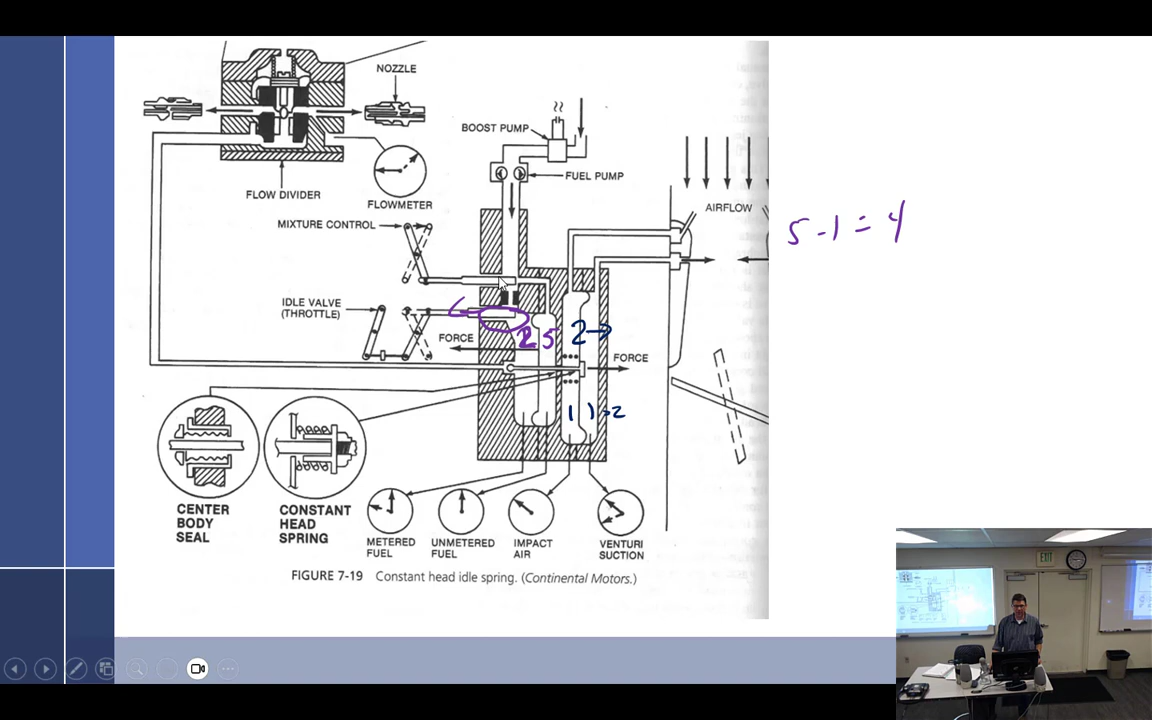 NOZZLE
BOOST PUMP
FUEL PUMP
FLOW DIVIDER
FLOWMETER
AIRFLOW
5 - 1 = 4
MIXTURE CONTROL
IDLE VALVE
(THROTTLE)
2 5
2
FORCE
FORCE
1 1 2
CENTER
BODY
SEAL
CONSTANT
HEAD
SPRING
METERED
FUEL
UNMETERED
FUEL
IMPACT
AIR
VENTURI
SUCTION
FIGURE 7-19 Constant head idle spring. (Continental Motors.)
EXIT